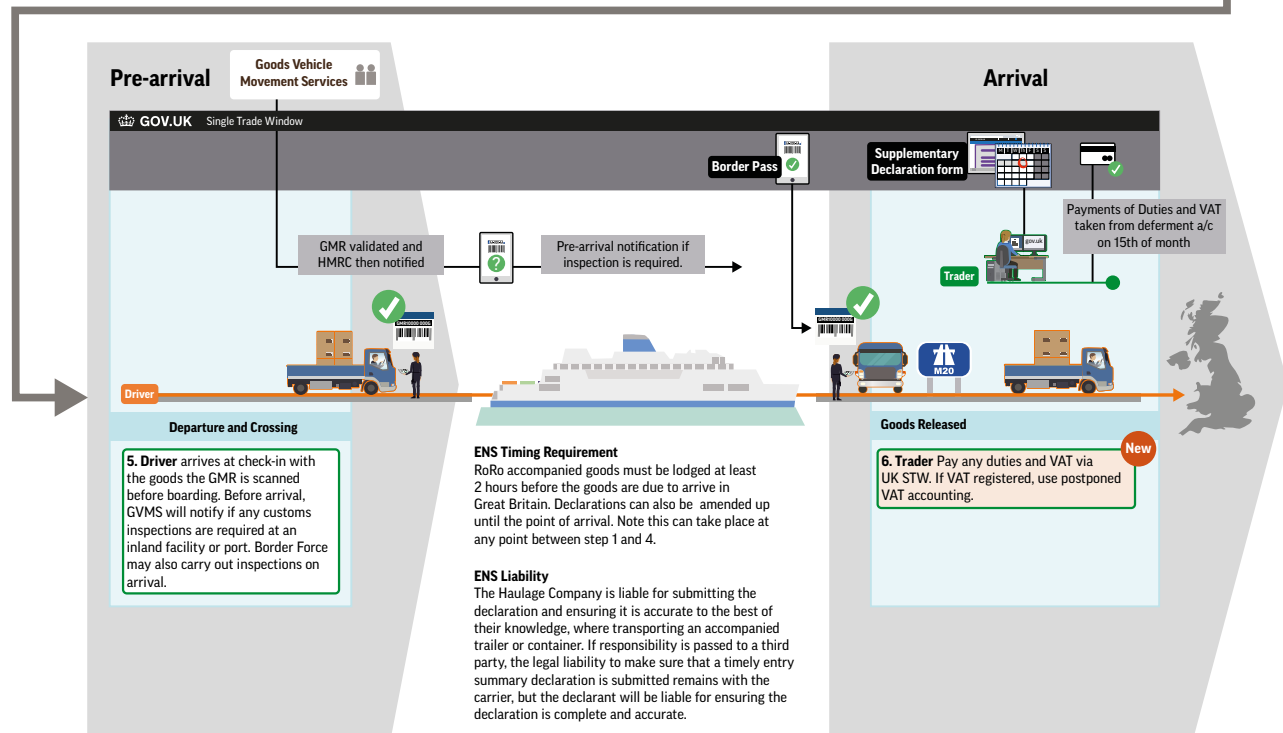 Pre-arrival
Goods Vehicle
Movement Services
Arrival
GOV.UK Single Trade Window
Border Pass
Supplementary
Declaration form
GMR validated and
HMRC then notified
Pre-arrival notification if
inspection is required.
Payments of Duties and VAT
taken from deferment a/c
on 15th of month
gov.uk
Trader
M20
Driver
Departure and Crossing
5. Driver arrives at check-in with
the goods the GMR is scanned
before boarding. Before arrival,
GVMS will notify if any customs
inspections are required at an
inland facility or port. Border Force
may also carry out inspections on
arrival.
ENS Timing Requirement
RoRo accompanied goods must be lodged at least
2 hours before the goods are due to arrive in
Great Britain. Declarations can also be amended up
until the point of arrival. Note this can take place at
any point between step 1 and 4.
ENS Liability
The Haulage Company is liable for submitting the
declaration and ensuring it is accurate to the best of
their knowledge, where transporting an accompanied
trailer or container. If responsibility is passed to a third
party, the legal liability to make sure that a timely entry
summary declaration is submitted remains with the
carrier, but the declarant will be liable for ensuring the
declaration is complete and accurate.
Goods Released
New
6. Trader Pay any duties and VAT via
UK STW. If VAT registered, use postponed
VAT accounting.